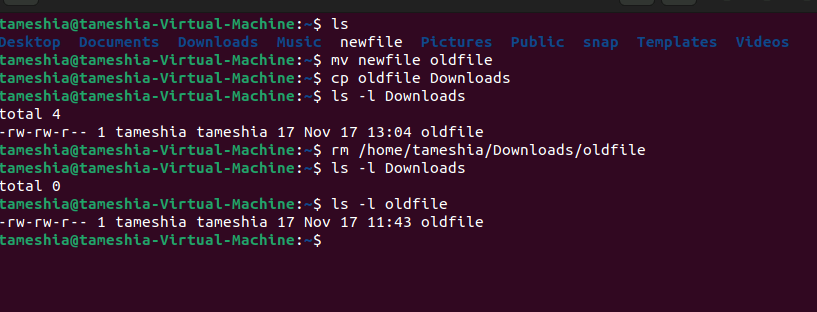 tameshia@tameshia-Virtual-Machine:~$ ls
Desktop  Documents  Downloads  Music  newfile  Pictures  Public  snap  Templates  Videos
tameshia@tameshia-Virtual-Machine:~$ mv newfile oldfile
tameshia@tameshia-Virtual-Machine:~$ cp oldfile Downloads
tameshia@tameshia-Virtual-Machine:~$ ls -l Downloads
total 4
-rw-rw-r-- 1 tameshia tameshia 17 Nov 17 13:04 oldfile
tameshia@tameshia-Virtual-Machine:~$ rm /home/tameshia/Downloads/oldfile
tameshia@tameshia-Virtual-Machine:~$ ls -l Downloads
total 0
tameshia@tameshia-Virtual-Machine:~$ ls -l oldfile
-rw-rw-r-- 1 tameshia tameshia 17 Nov 17 11:43 oldfile
tameshia@tameshia-Virtual-Machine:~$